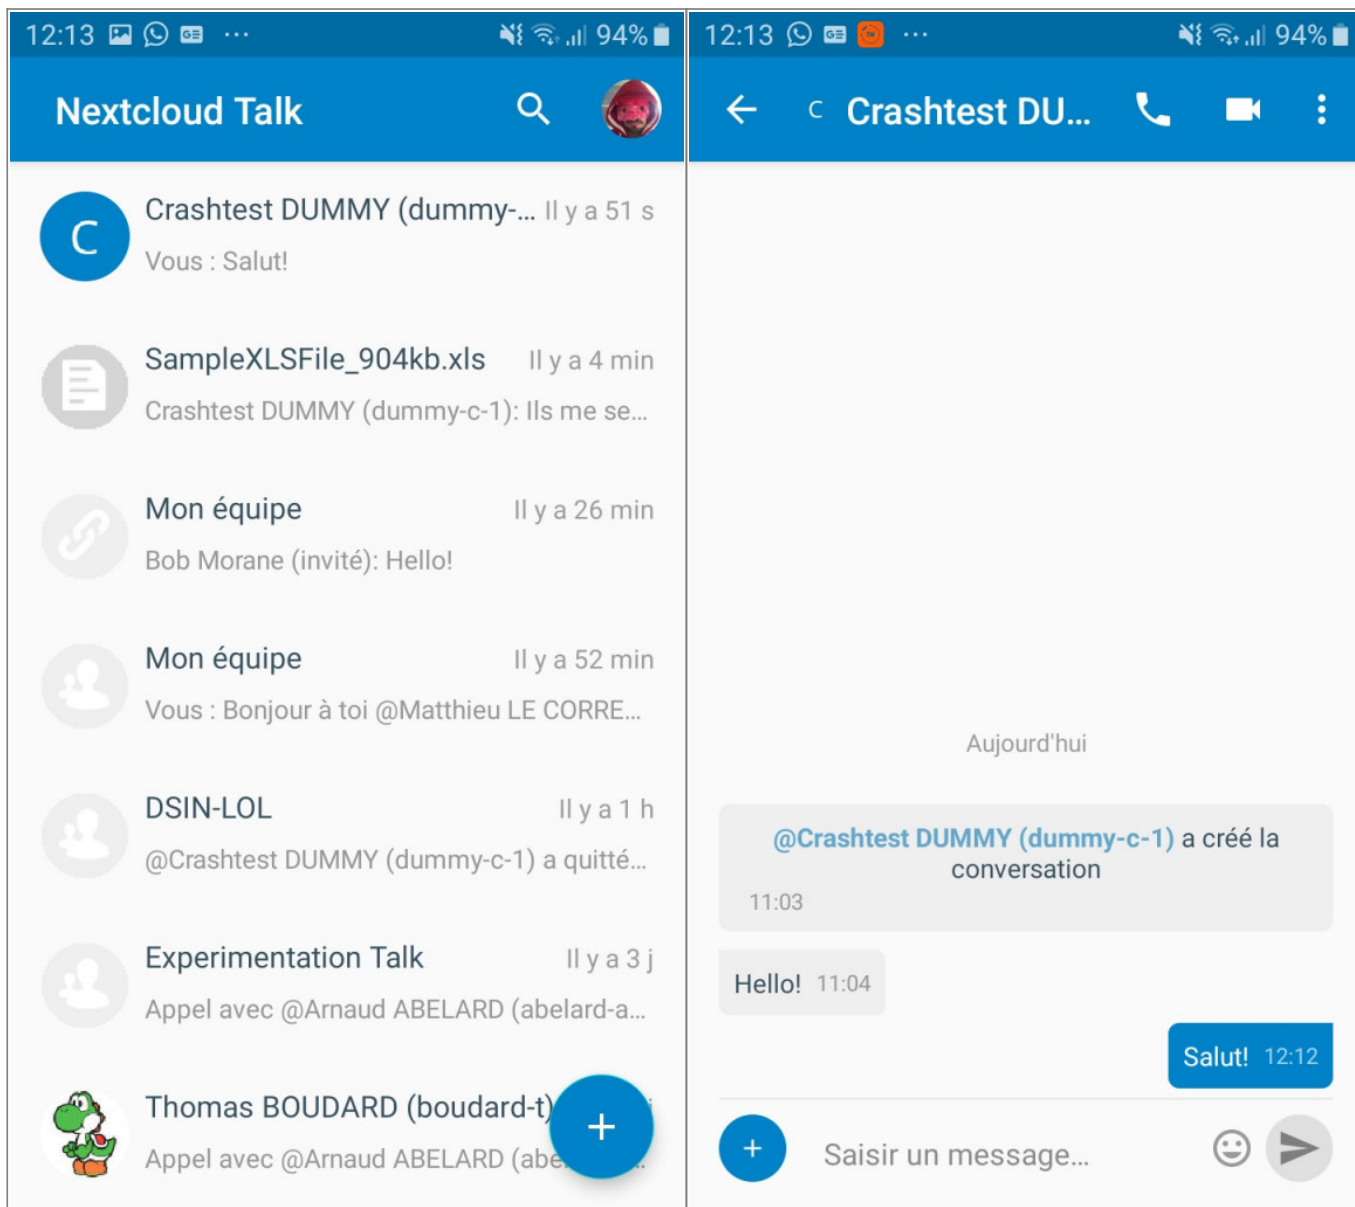 12:13 94%
Nextcloud Talk
C
Crashtest DUMMY (dummy-... Il y a 51 s
Vous : Salut!
SampleXLSFile_904kb.xls Il y a 4 min
Crashtest DUMMY (dummy-c-1): Ils me se...
Mon équipe Il y a 26 min
Bob Morane (invité): Hello!
Mon équipe Il y a 52 min
Vous : Bonjour à toi @Matthieu LE CORRE...
DSIN-LOL Il y a 1 h
@Crashtest DUMMY (dummy-c-1) a quitté...
Experimentation Talk Il y a 3 j
Appel avec @Arnaud ABELARD (abelard-a...
Thomas BOUDARD (boudard-t)
Appel avec @Arnaud ABELARD (abe
+
12:13 GE 94%
C Crashtest DU...
Aujourd'hui
@Crashtest DUMMY (dummy-c-1) a créé la
conversation
11:03
Hello! 11:04
Salut! 12:12
+ Saisir un message...